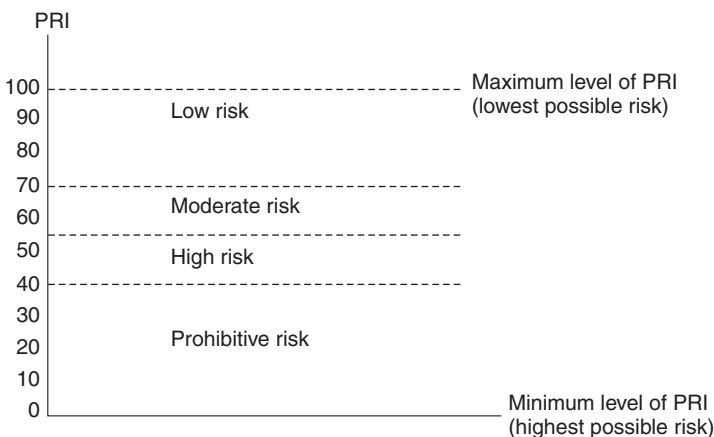 PRI
100
Maximum level of PRI
(lowest possible risk)
Low risk
90
80
70
Moderate risk
60
50
High risk
40
30
Prohibitive risk
20
10
0
Minimum level of PRI
(highest possible risk)